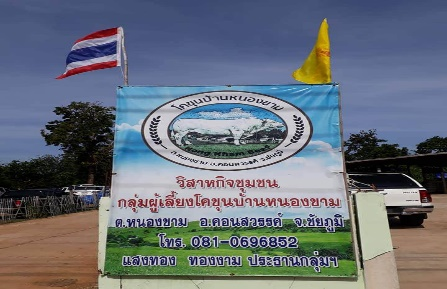 โคขุนบ้านหนองขาม
วิสาหกิจชุมชน
กลุ่มผู้เลี้ยงโคขุนบ้านหนองขาม
ต.หนองขาม อ.คอนสวรรค์ จ.ชัยภูมิ
โทร. 081-0696852
แสงทอง ทองงาม ประธานกลุ่มฯ